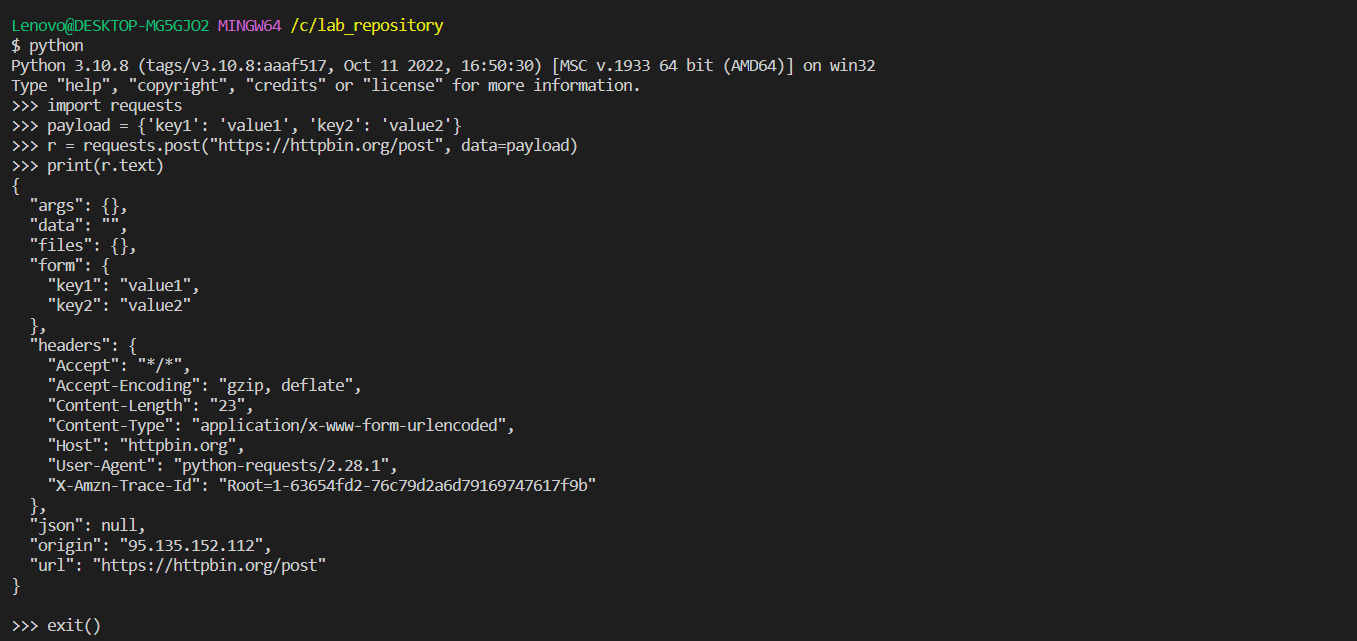 Lenovo@DESKTOP-MG5GJO2 MINGW64 /c/lab_repository
$ python
Python 3.10.8 (tags/v3.10.8:aaaf517, Oct 11 2022, 16:50:30) [MSC v.1933 64 bit (AMD64)] on win32
Type "help", "copyright", "credits" or "license" for more information.
>>> import requests
>>> payload = {'key1': 'value1', 'key2': 'value2'}
>>> r = requests.post("https://httpbin.org/post", data=payload)
>>> print(r.text)
{
  "args": {},
  "data": "",
  "files": {},
  "form": {
    "key1": "value1",
    "key2": "value2"
  },
  "headers": {
    "Accept": "*/*",
    "Accept-Encoding": "gzip, deflate",
    "Content-Length": "23",
    "Content-Type": "application/x-www-form-urlencoded",
    "Host": "httpbin.org",
    "User-Agent": "python-requests/2.28.1",
    "X-Amzn-Trace-Id": "Root=1-63654fd2-76c79d2a6d79169747617f9b"
  },
  "json": null,
  "origin": "95.135.152.112",
  "url": "https://httpbin.org/post"
}
>>> exit()